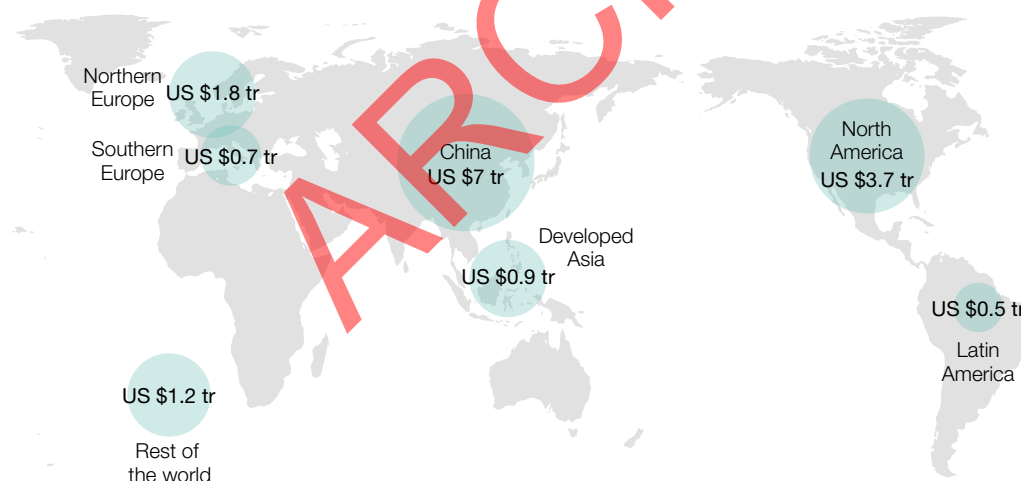 Northern
Europe
US $1.8 tr
Southern
Europe
US $0.7 tr
China
US $7 tr
North
America
US $3.7 tr
Developed
Asia
US $0.9 tr
US $0.5 tr
Latin
America
US $1.2 tr
Rest of
the world
ARC